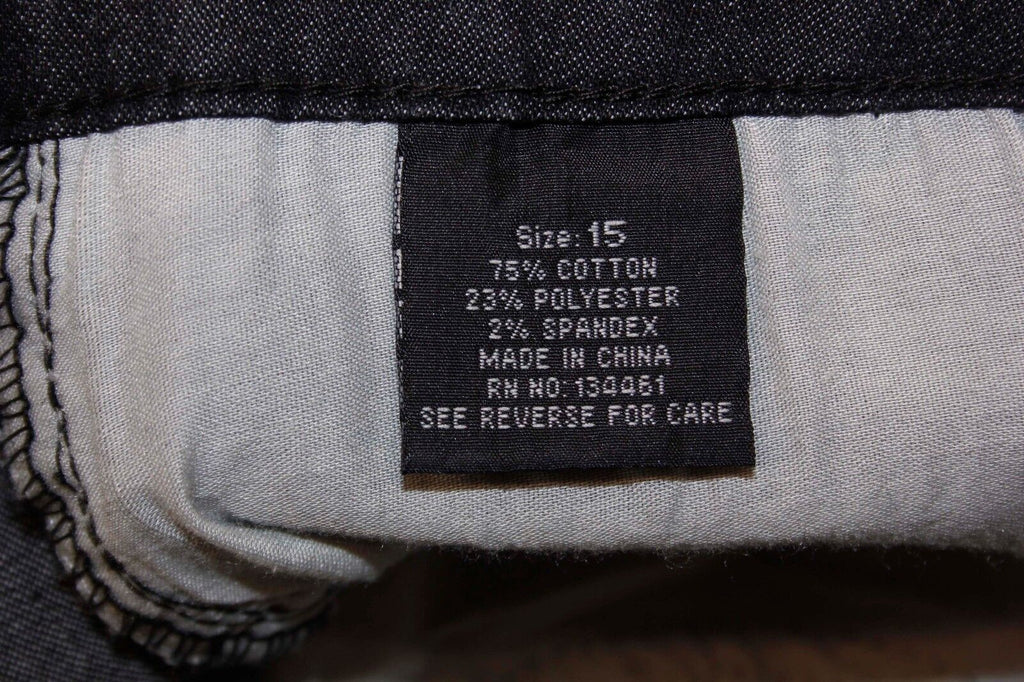 Size: 15
75% COTTON
23% POLYESTER
2% SPANDEX
MADE IN CHINA
RN NO: 134461
SEE REVERSE FOR CARE